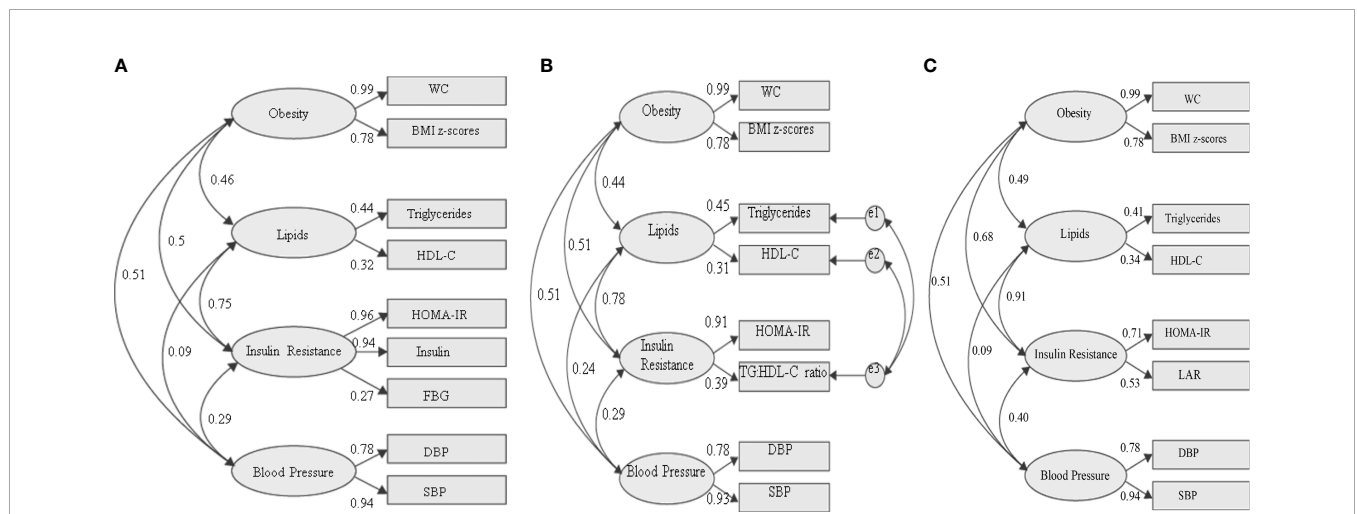 A
Obesity
0.99
WC
0.78
BMI z-scores
0.46
Lipids
0.44
Triglycerides
0.32
HDL-C
0.5
0.51
0.75
0.09
Insulin Resistance
0.96
HOMA-IR
0.94
Insulin
0.27
FBG
0.29
Blood Pressure
0.78
DBP
0.94
SBP
B
Obesity
0.99
WC
0.78
BMI z-scores
0.44
Lipids
0.45
Triglycerides
e1
0.31
HDL-C
e2
0.51
0.51
0.78
0.24
Insulin
Resistance
0.91
HOMA-IR
0.39
TG:HDL-C ratio
e3
0.29
Blood Pressure
0.78
DBP
0.93
SBP
C
Obesity
0.99
WC
0.78
BMI z-scores
0.49
Lipids
0.41
Triglycerides
0.34
HDL-C
0.68
0.51
0.91
0.09
Insulin Resistance
0.71
HOMA-IR
0.53
LAR
0.40
Blood Pressure
0.78
DBP
0.94
SBP